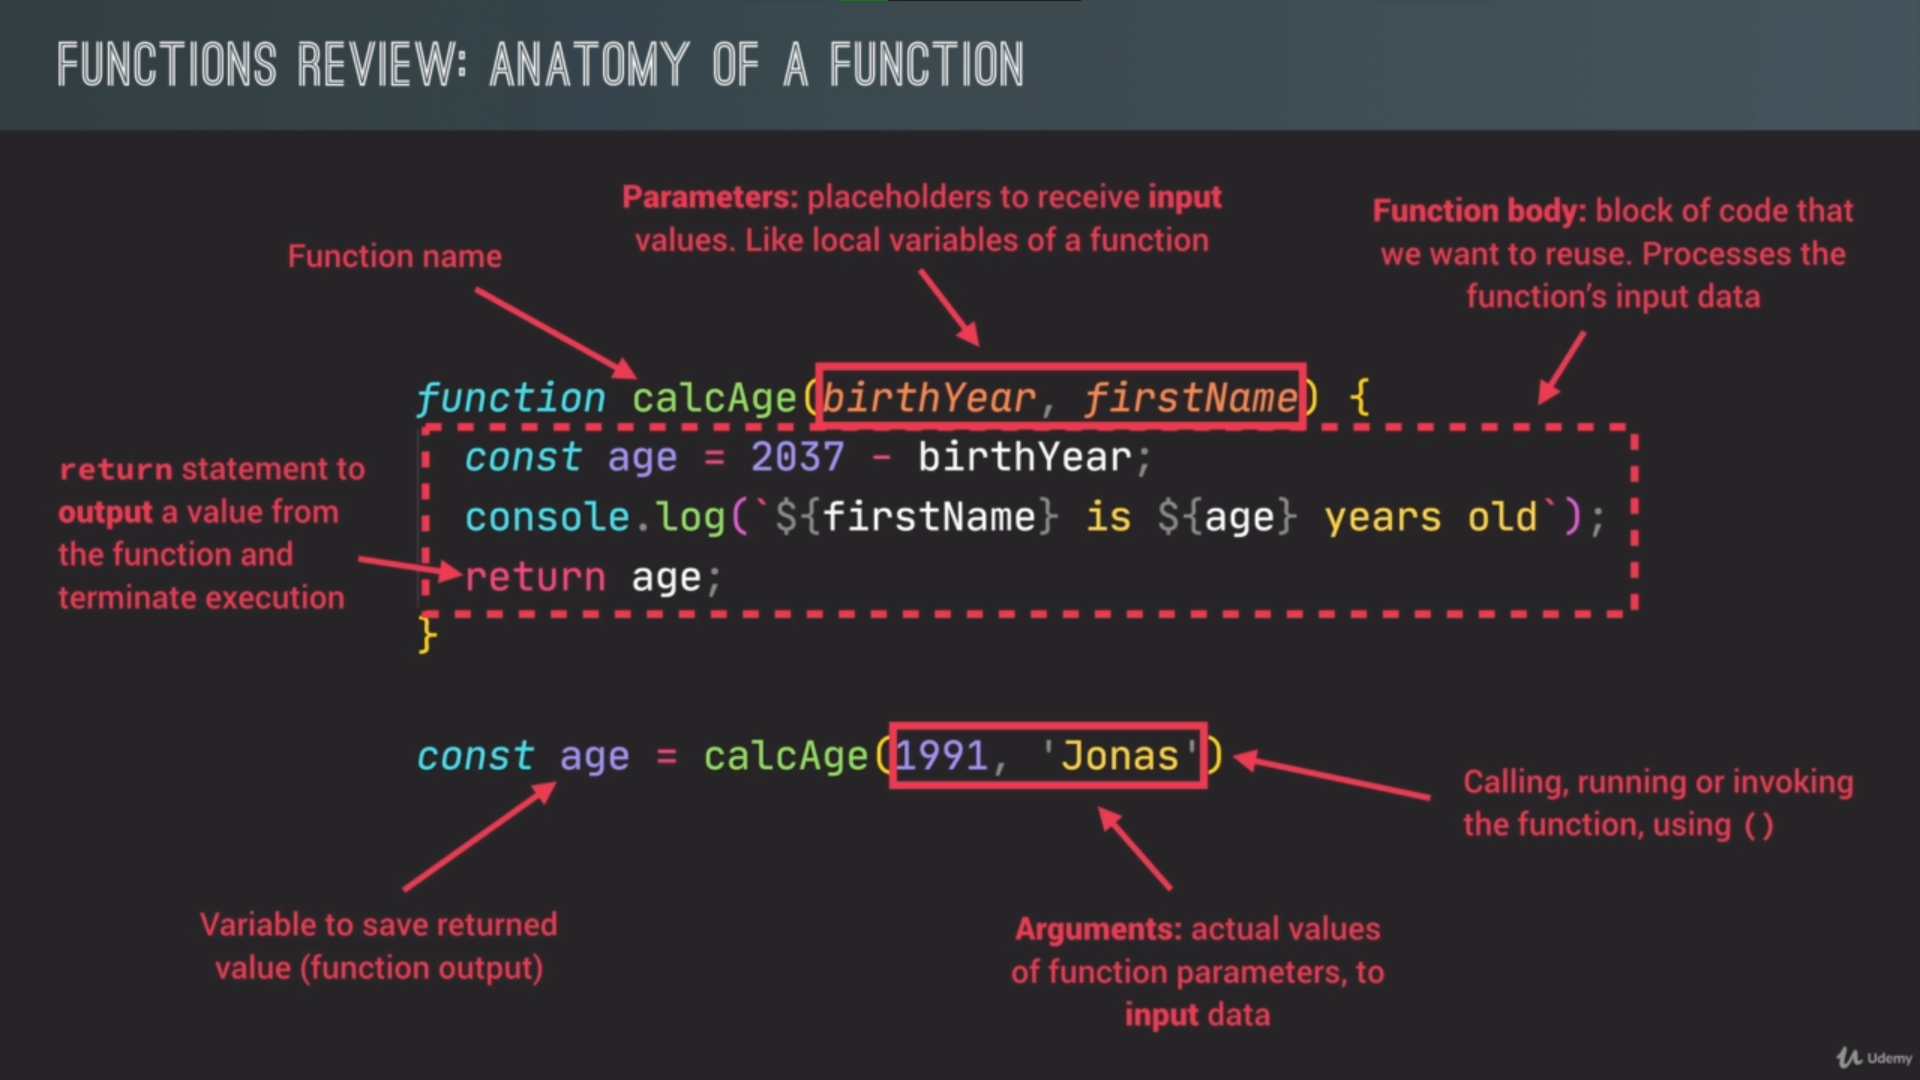 FUNCTIONS REVIEW: ANATOMY OF A FUNCTION
Function name
Parameters: placeholders to receive input
values. Like local variables of a function
Function body: block of code that
we want to reuse. Processes the
function’s input data
function calcAge(birthYear, firstName) {
const age = 2037 - birthYear;
console.log(`${firstName} is ${age} years old`);
return age;
}
return statement to
output a value from
the function and
terminate execution
const age = calcAge(1991, 'Jonas')
Calling, running or invoking
the function, using ()
Variable to save returned
value (function output)
Arguments: actual values
of function parameters, to
input data
Udemy